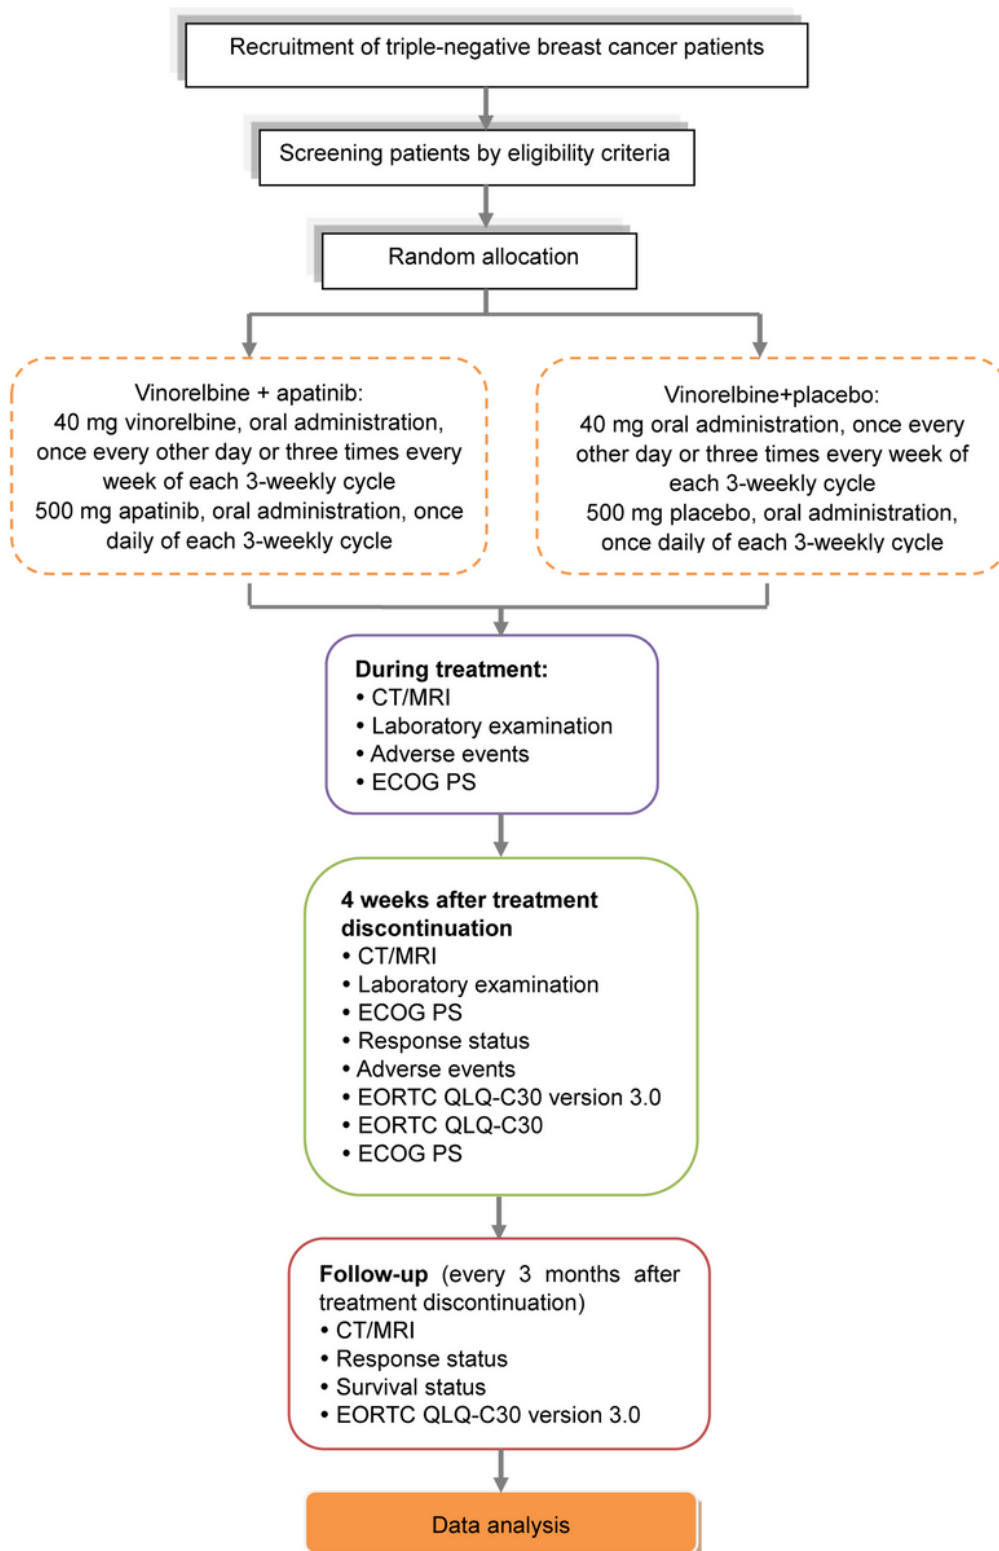 Recruitment of triple-negative breast cancer patients
Screening patients by eligibility criteria
Random allocation
Vinorelbine + apatinib:
40 mg vinorelbine, oral administration,
once every other day or three times every
week of each 3-weekly cycle
500 mg apatinib, oral administration, once
daily of each 3-weekly cycle
Vinorelbine+placebo:
40 mg oral administration, once every
other day or three times every week of
each 3-weekly cycle
500 mg placebo, oral administration,
once daily of each 3-weekly cycle
During treatment:
• CT/MRI
• Laboratory examination
• Adverse events
• ECOG PS
4 weeks after treatment
discontinuation
• CT/MRI
• Laboratory examination
• ECOG PS
• Response status
• Adverse events
• EORTC QLQ-C30 version 3.0
• EORTC QLQ-C30
• ECOG PS
Follow-up (every 3 months after
treatment discontinuation)
• CT/MRI
• Response status
• Survival status
• EORTC QLQ-C30 version 3.0
Data analysis